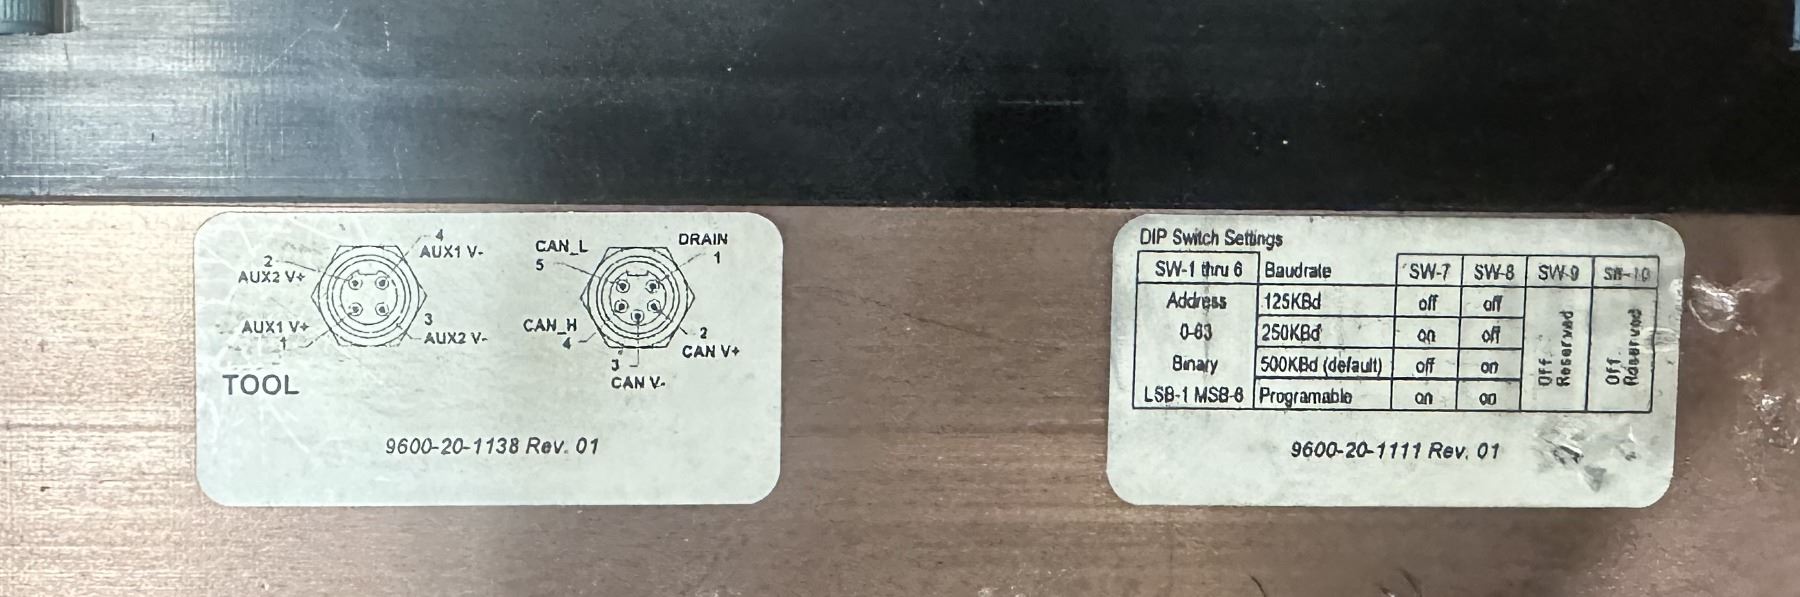 4
AUX1 V-
2
AUX2 V+
AUX1 V+
1
3
AUX2 V-
TOOL
CAN_L
5
DRAIN
1
CAN_H
4
2
CAN V+
3
CAN V-
9600-20-1138 Rev. 01
DIP Switch Settings
SW-1 thru 6 Baudrate SW-7 SW-8 SW-9 SW-10
Address 125KBd off off
0-63 250KBd on off
Binary 500KBd (default) off on
LSB-1 MSB-6 Programable on on
Off Reserved
Off Reserved
9600-20-1111 Rev. 01